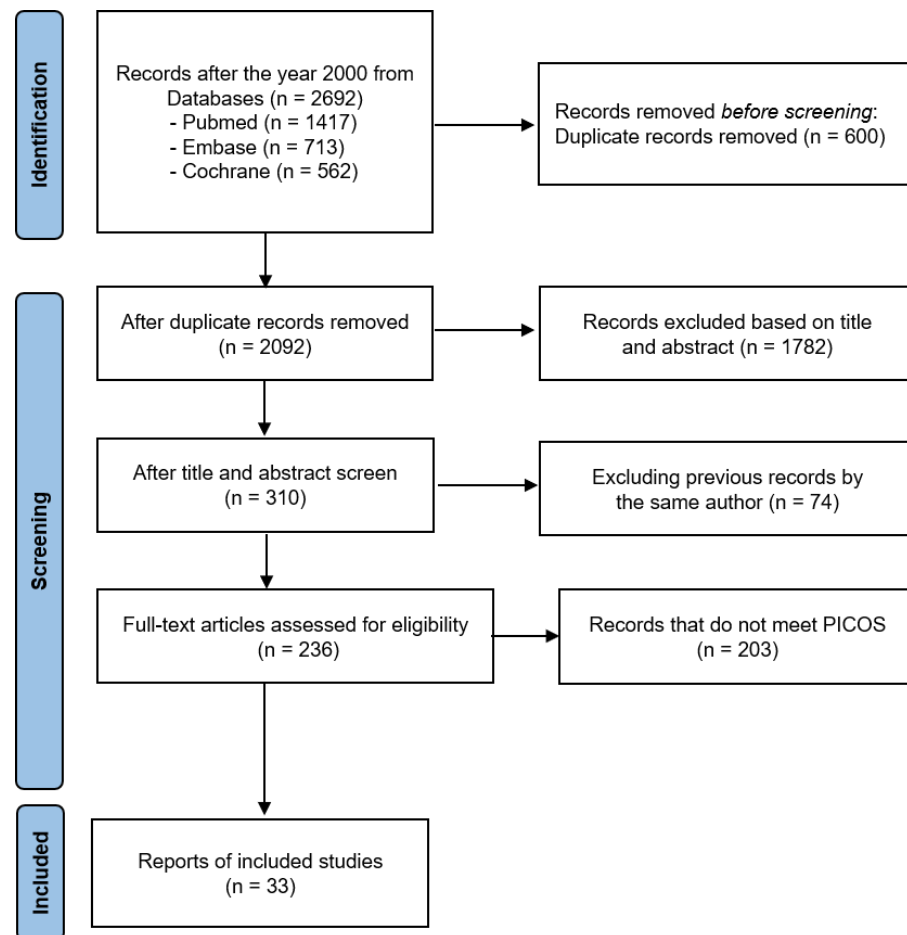 Identification
Records after the year 2000 from
Databases (n = 2692)
- Pubmed (n = 1417)
- Embase (n = 713)
- Cochrane (n = 562)
Records removed before screening:
Duplicate records removed (n = 600)
Screening
After duplicate records removed
(n = 2092)
Records excluded based on title
and abstract (n = 1782)
After title and abstract screen
(n = 310)
Excluding previous records by
the same author (n = 74)
Full-text articles assessed for eligibility
(n = 236)
Records that do not meet PICOS
(n = 203)
Included
Reports of included studies
(n = 33)